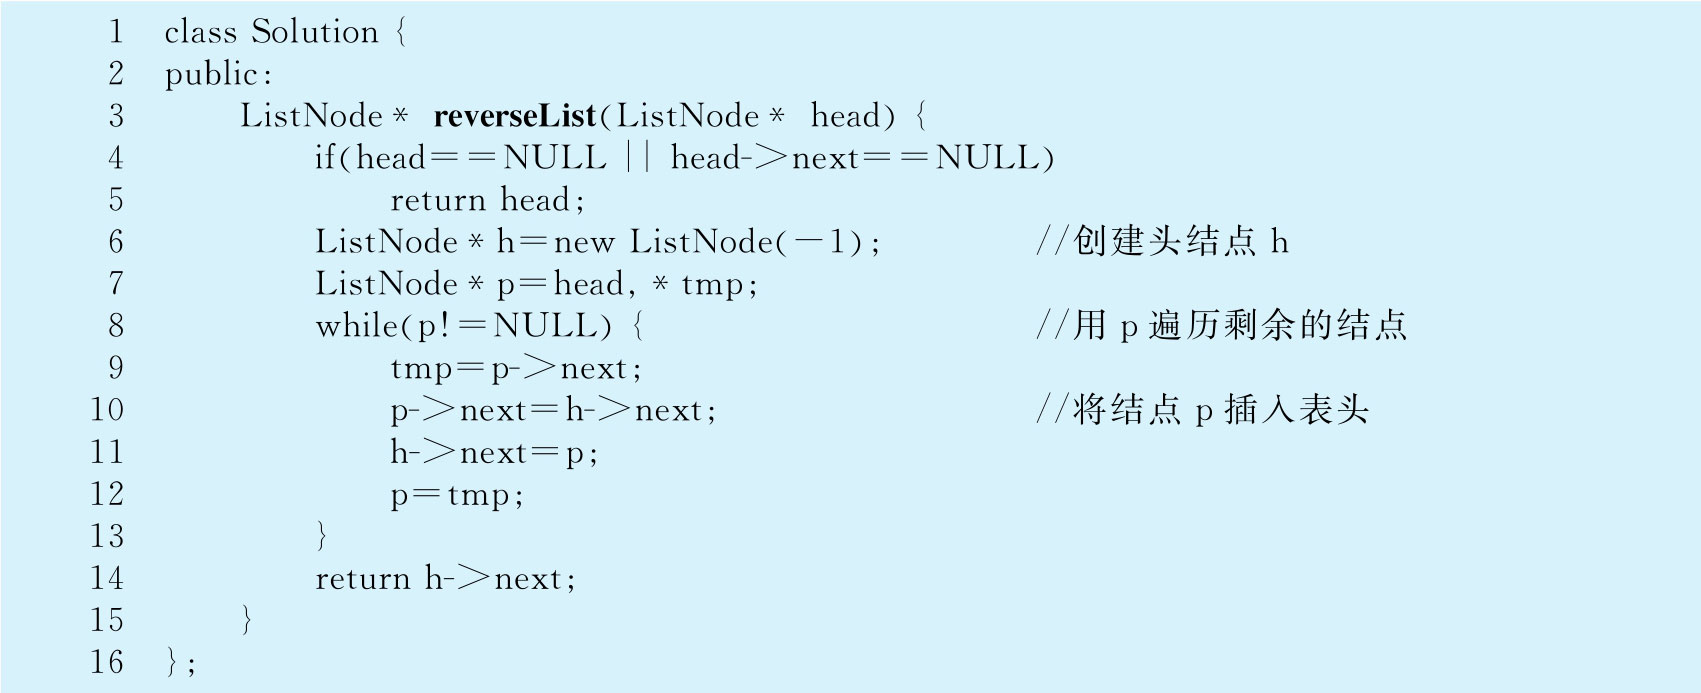 1 class Solution {
2 public:
3 ListNode* reverseList(ListNode* head) {
4 if(head==NULL || head->next==NULL)
5 return head;
6 ListNode*h=new ListNode(-1); //创建头结点 h
7 ListNode*p=head,*tmp;
8 while(p!=NULL) { //用 p 遍历剩余的结点
9 tmp=p->next;
10 p->next=h->next; //将结点 p 插入表头
11 h->next=p;
12 p=tmp;
13 }
14 return h->next;
15 }
16 };